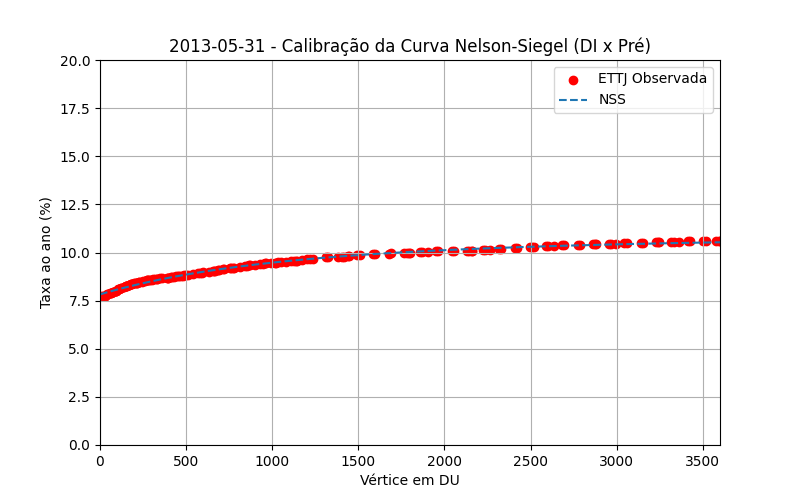 2013-05-31 - Calibração da Curva Nelson-Siegel (DI x Pré)
ETTJ Observada
NSS
Taxa ao ano (%)
20.0
17.5
15.0
12.5
10.0
7.5
5.0
2.5
0.0
0 500 1000 1500 2000 2500 3000 3500
Vértice em DU